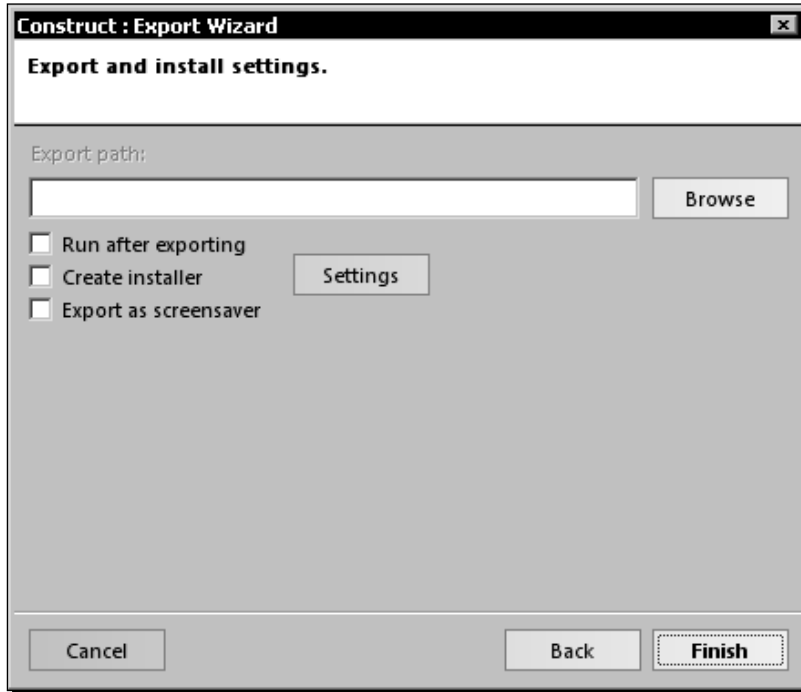 Construct : Export Wizard
Export and install settings.
Export path:
Browse
Run after exporting
Create installer
Settings
Export as screensaver
Cancel
Back
Finish